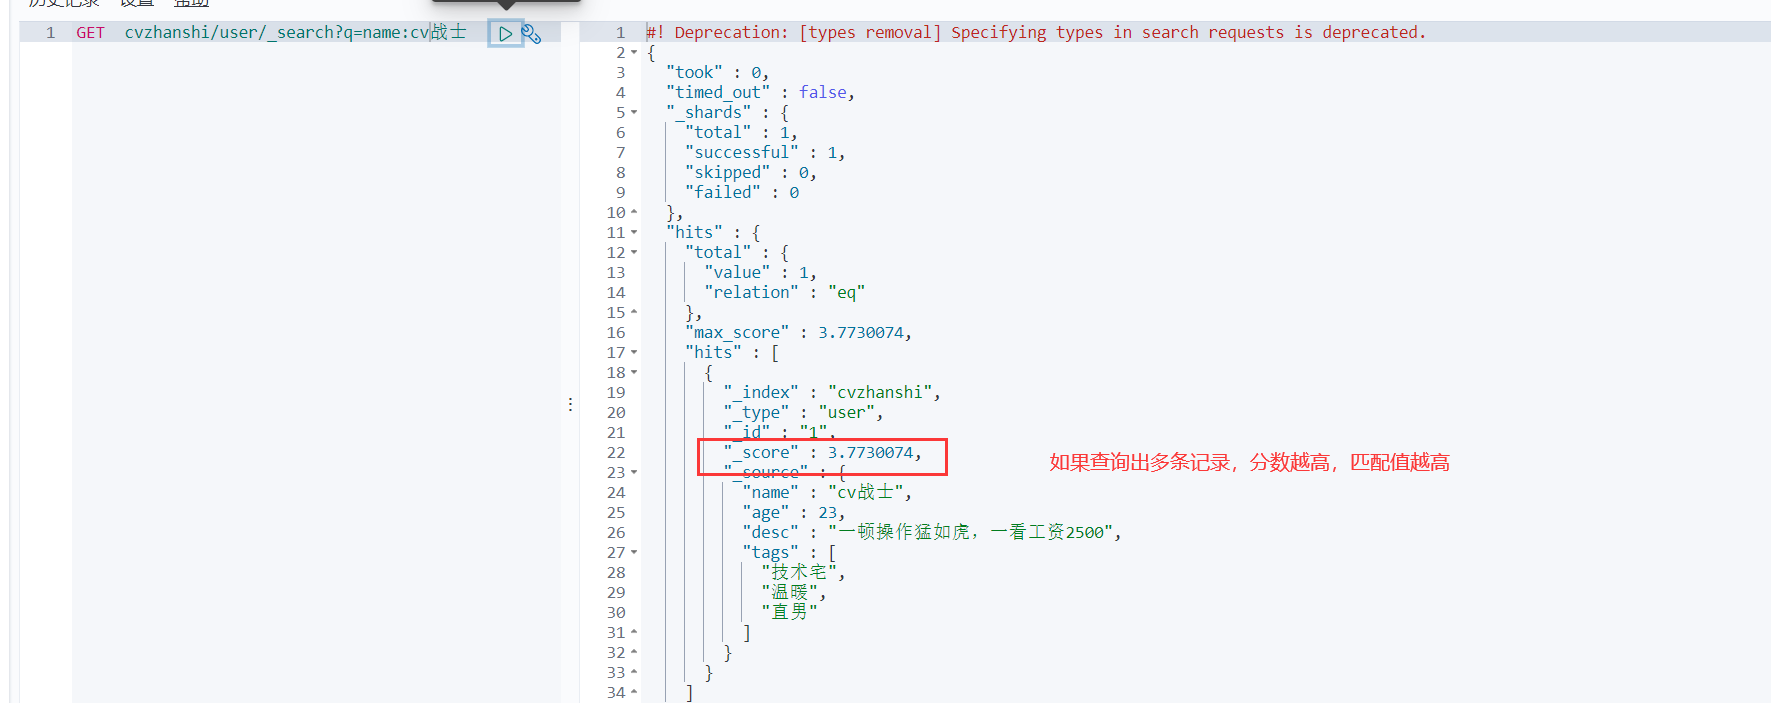 历史记录 设置 帮助
1 GET cvzhanshi/user/_search?q=name:cv战士
1 #! Deprecation: [types removal] Specifying types in search requests is deprecated.
2 {
3 "took" : 0,
4 "timed_out" : false,
5 "_shards" : {
6 "total" : 1,
7 "successful" : 1,
8 "skipped" : 0,
9 "failed" : 0
10 },
11 "hits" : {
12 "total" : {
13 "value" : 1,
14 "relation" : "eq"
15 },
16 "max_score" : 3.7730074,
17 "hits" : [
18 {
19 "_index" : "cvzhanshi",
20 "_type" : "user",
21 "_id" : "1",
22 "_score" : 3.7730074,
如果查询出多条记录，分数越高，匹配值越高
23 "_source" : {
24 "name" : "cv战士",
25 "age" : 23,
26 "desc" : "一顿操作猛如虎，一看工资2500",
27 "tags" : [
28 "技术宅",
29 "温暖",
30 "直男"
31 ]
32 }
33 }
34 ]